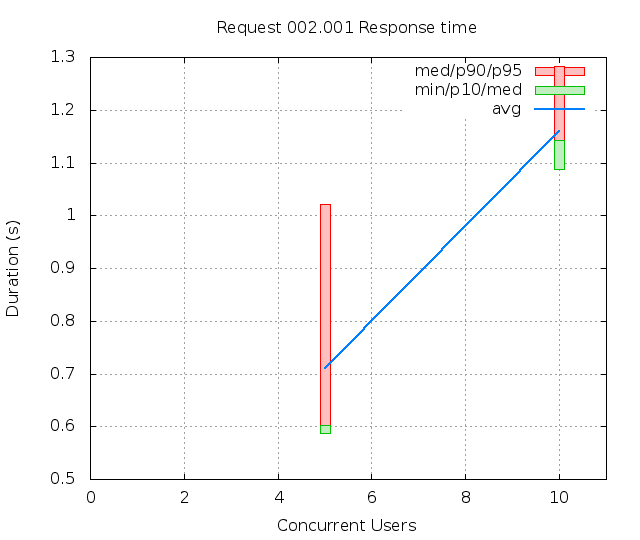 Request 002.001 Response time
med/p90/p95
min/p10/med
avg
1.3
1.2
1.1
1
0.9
0.8
0.7
0.6
0.5
Duration (s)
0 2 4 6 8 10
Concurrent Users